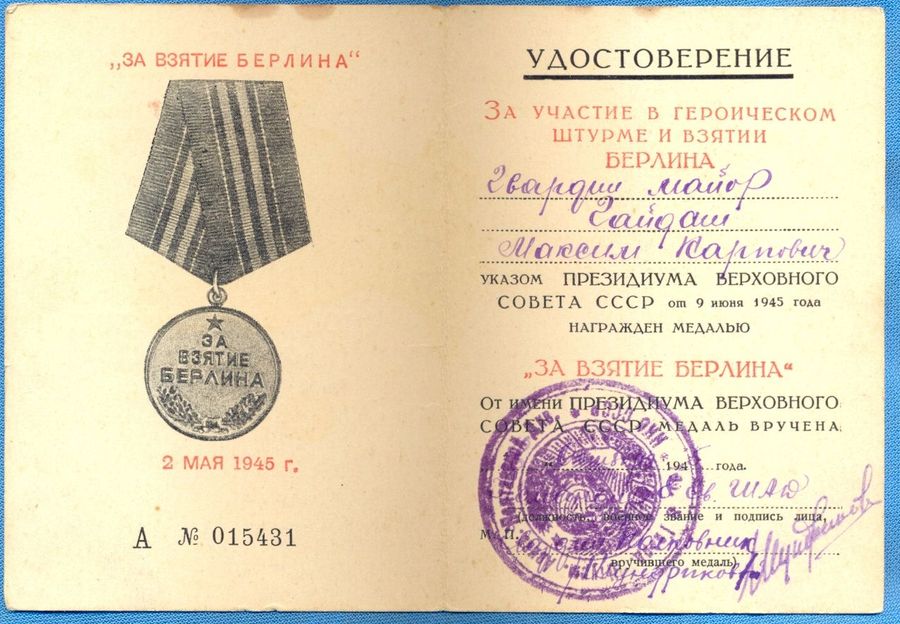 „ЗА ВЗЯТИЕ БЕРЛИНА“
ЗА
ВЗЯТИЕ
БЕРЛИНА
2 МАЯ 1945 г.
А № 015431
УДОСТОВЕРЕНИЕ
ЗА УЧАСТИЕ В ГЕРОИЧЕСКОМ
ШТУРМЕ И ВЗЯТИИ
БЕРЛИНА
Гвардии майор
Гайдаш
Максим Карпович
УКАЗОМ ПРЕЗИДИУМА ВЕРХОВНОГО
СОВЕТА СССР от 9 июня 1945 года
НАГРАЖДЕН МЕДАЛЬЮ
„ЗА ВЗЯТИЕ БЕРЛИНА“
От имени ПРЕЗИДИУМА ВЕРХОВНОГО
СОВЕТА СССР МЕДАЛЬ ВРУЧЕНА
194 года.
(должность, военное звание и подпись лица,
М. П. полковник
вручившего медаль)